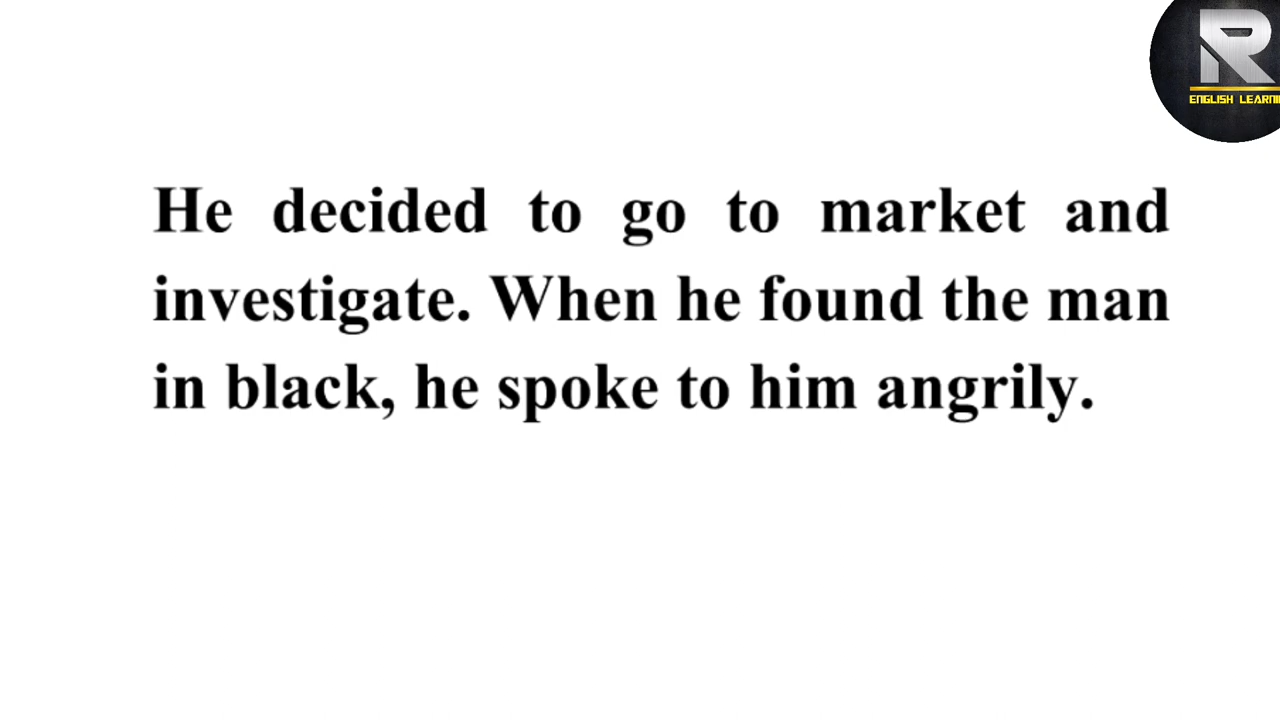 R
ENGLISH
He decided to go to market and
investigate. When he found the man
in black, he spoke to him angrily.